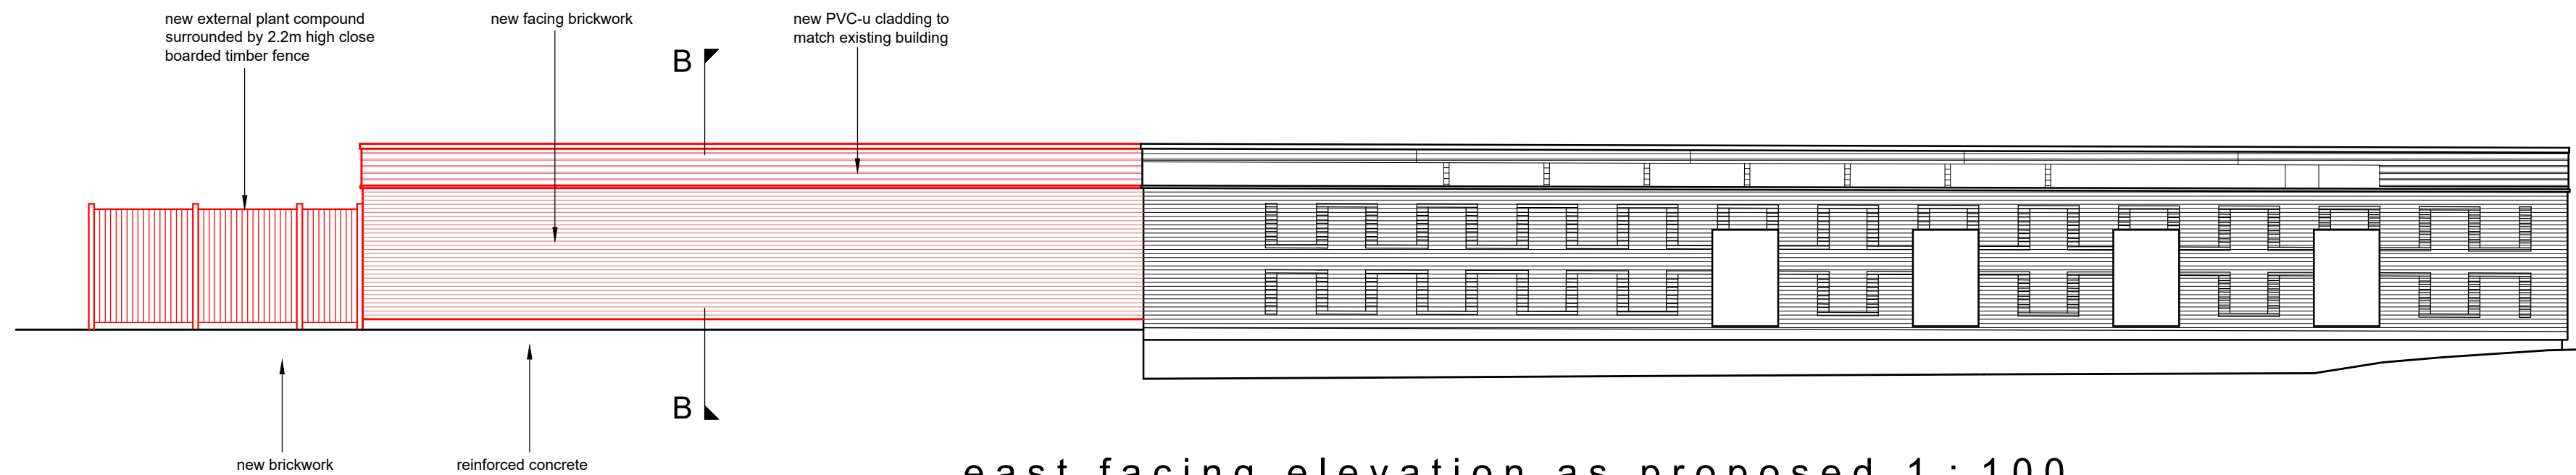 new external plant compound
surrounded by 2.2m high close
boarded timber fence
new facing brickwork
new PVC-u cladding to
match existing building
B
B
new brickwork
reinforced concrete
east facing elevation as proposed 1:100